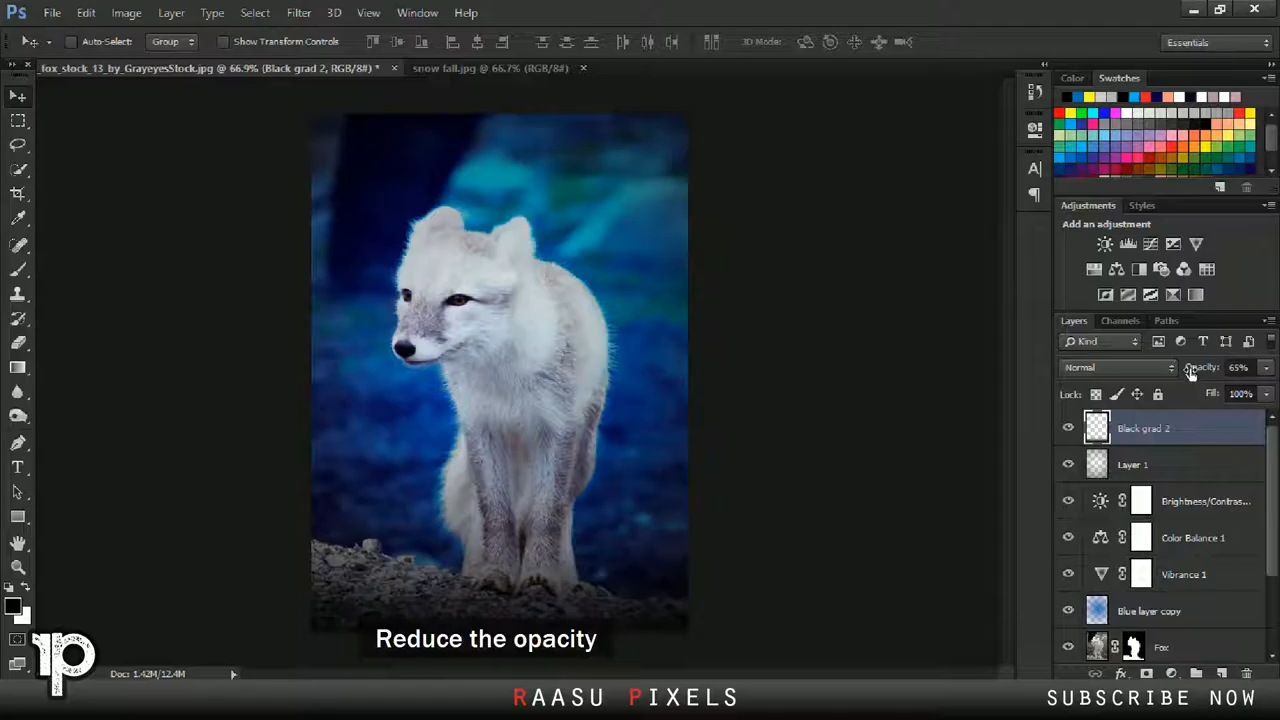 Ps File Edit Image Layer Type Select Filter 3D View Window Help
Auto-Select: Group Show Transform Controls 3D Mode: Essentials
fox_stock_13_by_GrayeyesStock.jpg @ 66.9% (Black grad 2, RGB/8#) * × snow fall.jpg @ 66.7% (RGB/8#) ×
Color Swatches
Adjustments Styles
Add an adjustment
Layers Channels Paths
Kind
Normal Opacity: 65%
Lock: Fill: 100%
Black grad 2
Layer 1
Brightness/Contras...
Color Balance 1
Vibrance 1
Blue layer copy
Fox
Reduce the opacity
1P
Doc: 1.42M/12.4M
RAASU PIXELS
SUBSCRIBE NOW